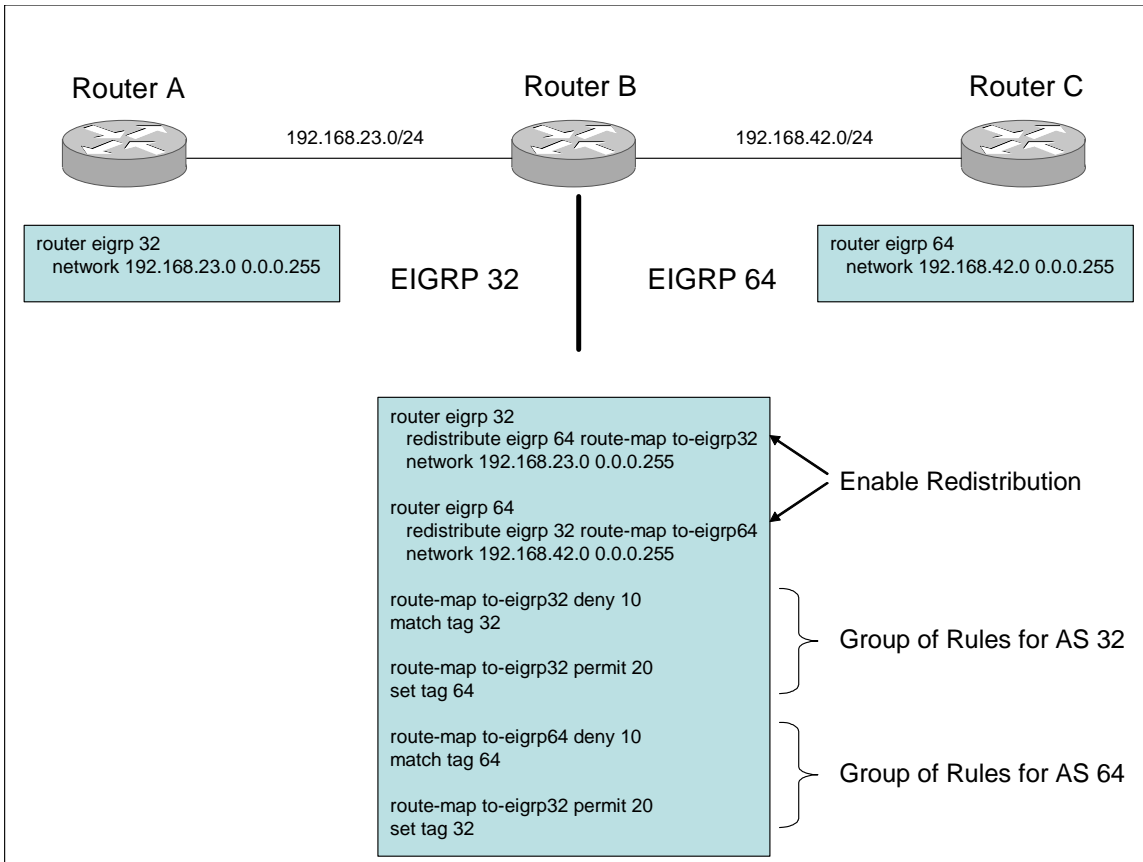 Router A
Router B
Router C
192.168.23.0/24
192.168.42.0/24
router eigrp 32
network 192.168.23.0 0.0.0.255
EIGRP 32
EIGRP 64
router eigrp 64
network 192.168.42.0 0.0.0.255
router eigrp 32
redistribute eigrp 64 route-map to-eigrp32
network 192.168.23.0 0.0.0.255
router eigrp 64
redistribute eigrp 32 route-map to-eigrp64
network 192.168.42.0 0.0.0.255
Enable Redistribution
route-map to-eigrp32 deny 10
match tag 32
route-map to-eigrp32 permit 20
set tag 64
Group of Rules for AS 32
route-map to-eigrp64 deny 10
match tag 64
route-map to-eigrp32 permit 20
set tag 32
Group of Rules for AS 64